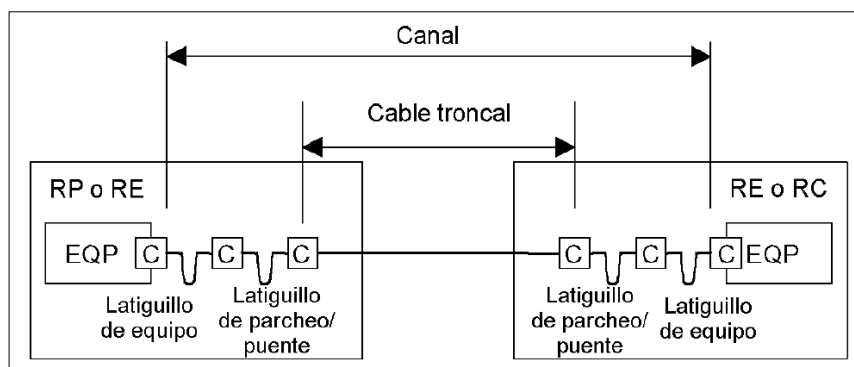 Canal
Cable troncal
RP o RE
RE o RC
EQP C C C
C C C EQP
Latiguillo
de equipo
Latiguillo
de parcheo/
puente
Latiguillo
de parcheo/
puente
Latiguillo
de equipo